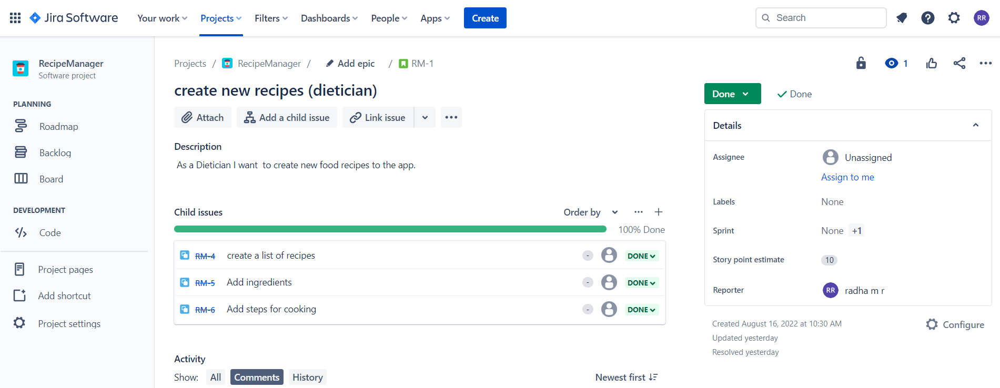 Jira Software
Your work Projects Filters Dashboards People Apps Create Search RR
RecipeManager
Software project
PLANNING
Roadmap
Backlog
Board
DEVELOPMENT
Code
Project pages
Add shortcut
Project settings
Projects / RecipeManager / Add epic / RM-1
1
create new recipes (dietician)
Attach Add a child issue Link issue
Description
As a Dietician I want to create new food recipes to the app.
Child issues Order by
100% Done
RM-4 create a list of recipes - DONE
RM-5 Add ingredients - DONE
RM-6 Add steps for cooking - DONE
Activity
Show: All Comments History Newest first
Done Done
Details
Assignee Unassigned
Assign to me
Labels None
Sprint None +1
Story point estimate 10
Reporter RR radha m r
Created August 16, 2022 at 10:30 AM Configure
Updated yesterday
Resolved yesterday